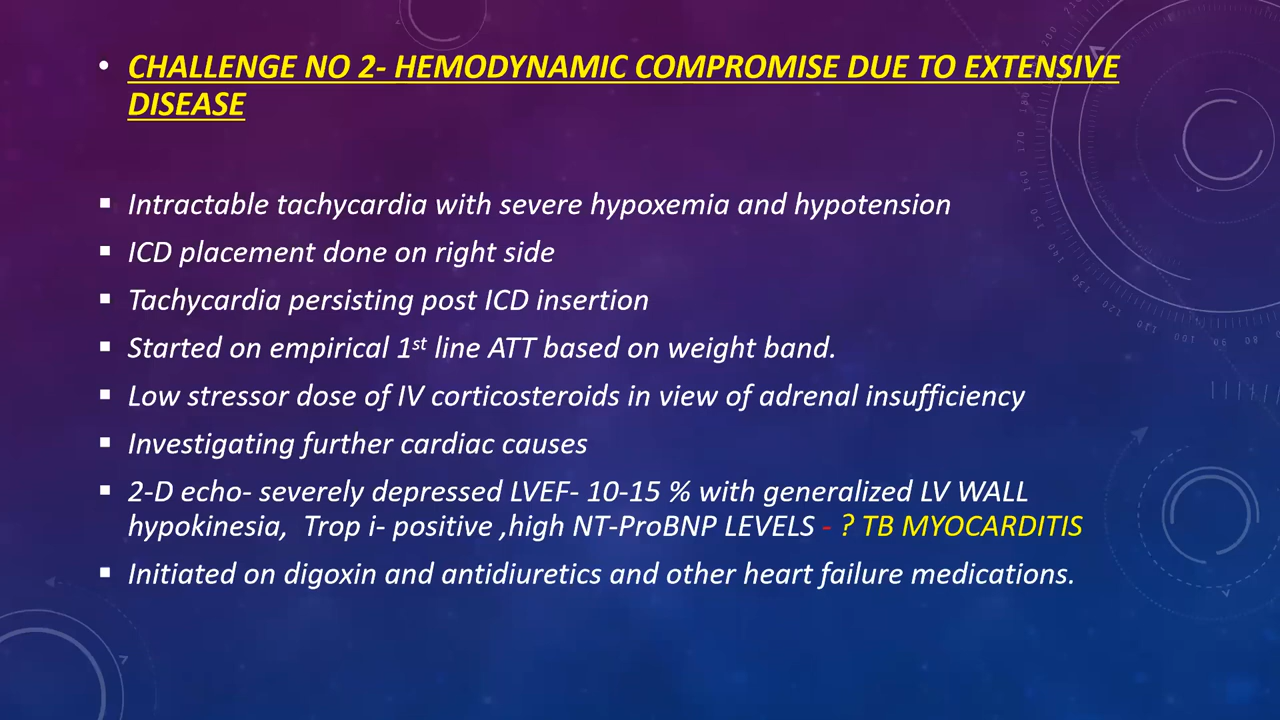 • CHALLENGE NO 2- HEMODYNAMIC COMPROMISE DUE TO EXTENSIVE
DISEASE
▪ Intractable tachycardia with severe hypoxemia and hypotension
▪ ICD placement done on right side
▪ Tachycardia persisting post ICD insertion
▪ Started on empirical 1st line ATT based on weight band.
▪ Low stressor dose of IV corticosteroids in view of adrenal insufficiency
▪ Investigating further cardiac causes
▪ 2-D echo- severely depressed LVEF- 10-15 % with generalized LV WALL
hypokinesia, Trop i- positive ,high NT-ProBNP LEVELS - ? TB MYOCARDITIS
▪ Initiated on digoxin and antidiuretics and other heart failure medications.